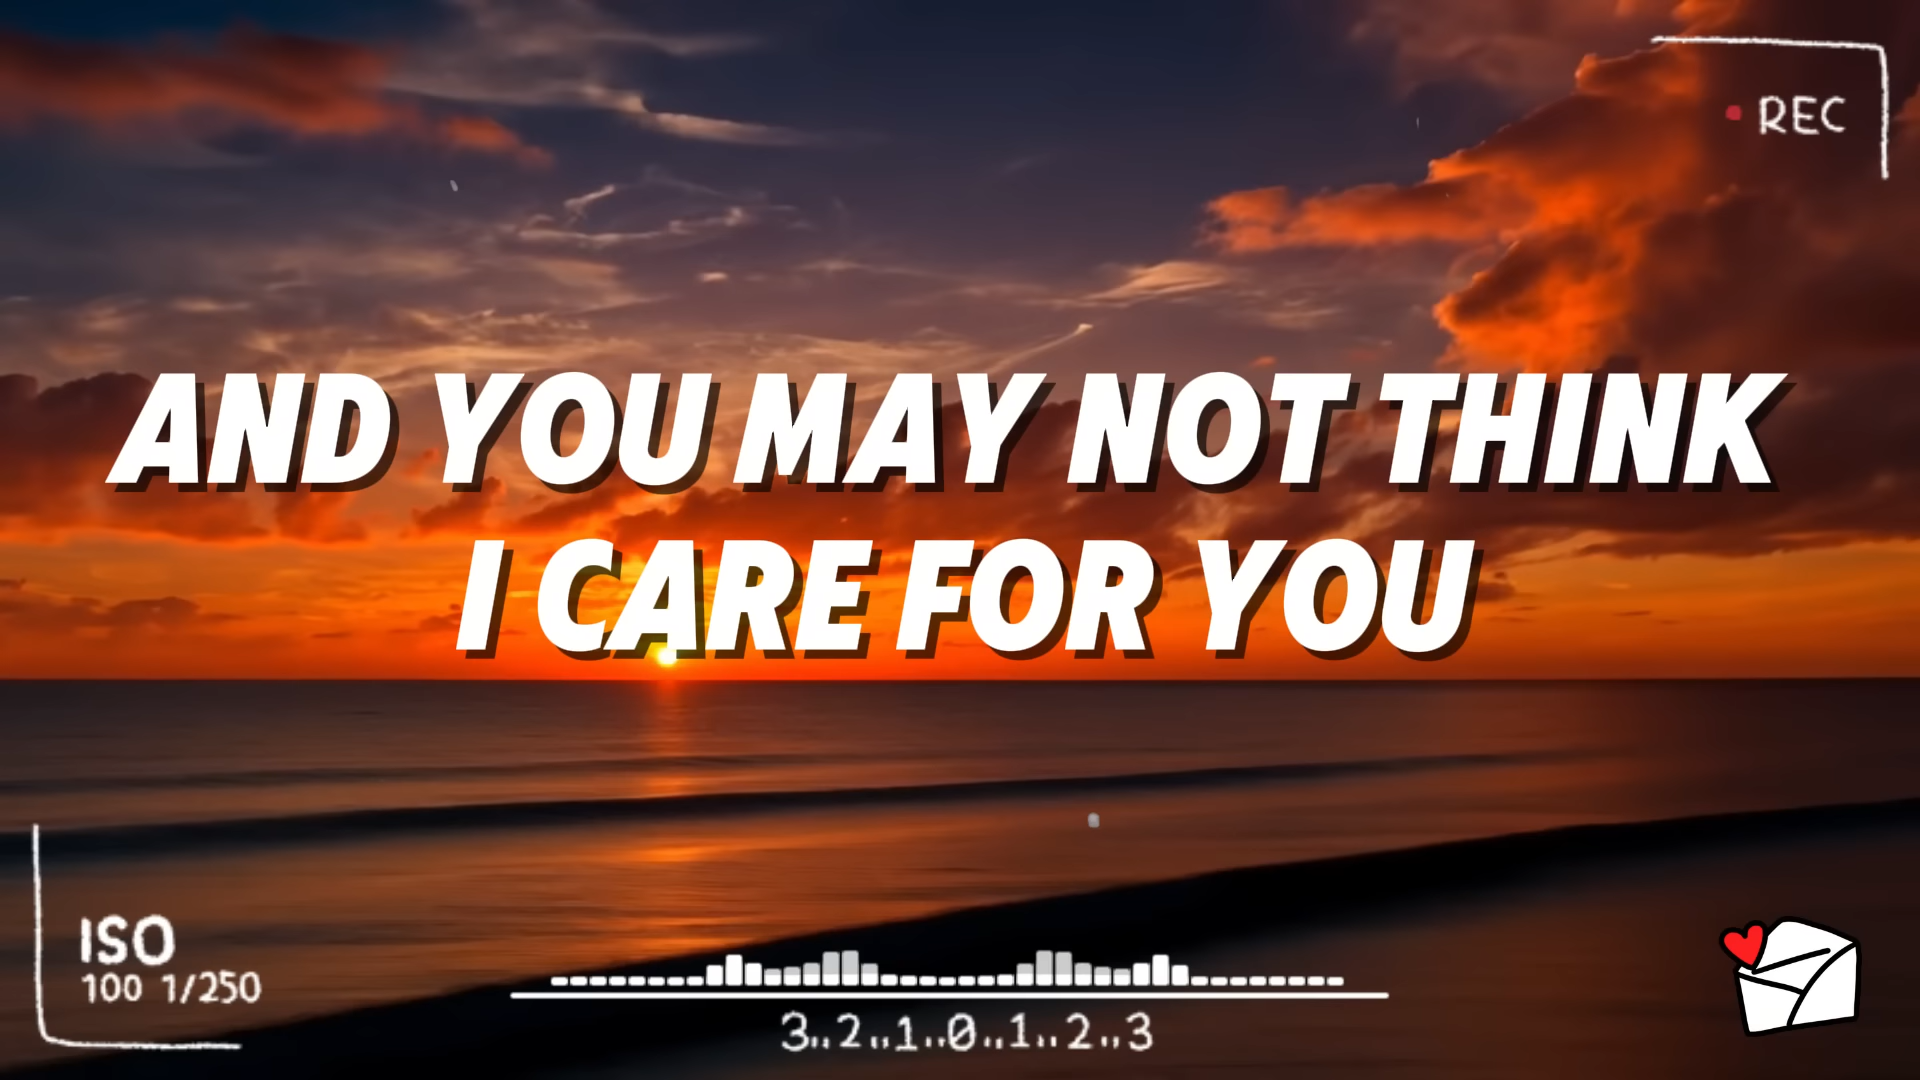 REC
AND YOU MAY NOT THINK
I CARE FOR YOU
ISO
100 1/250
3..2..1..0..1..2..3